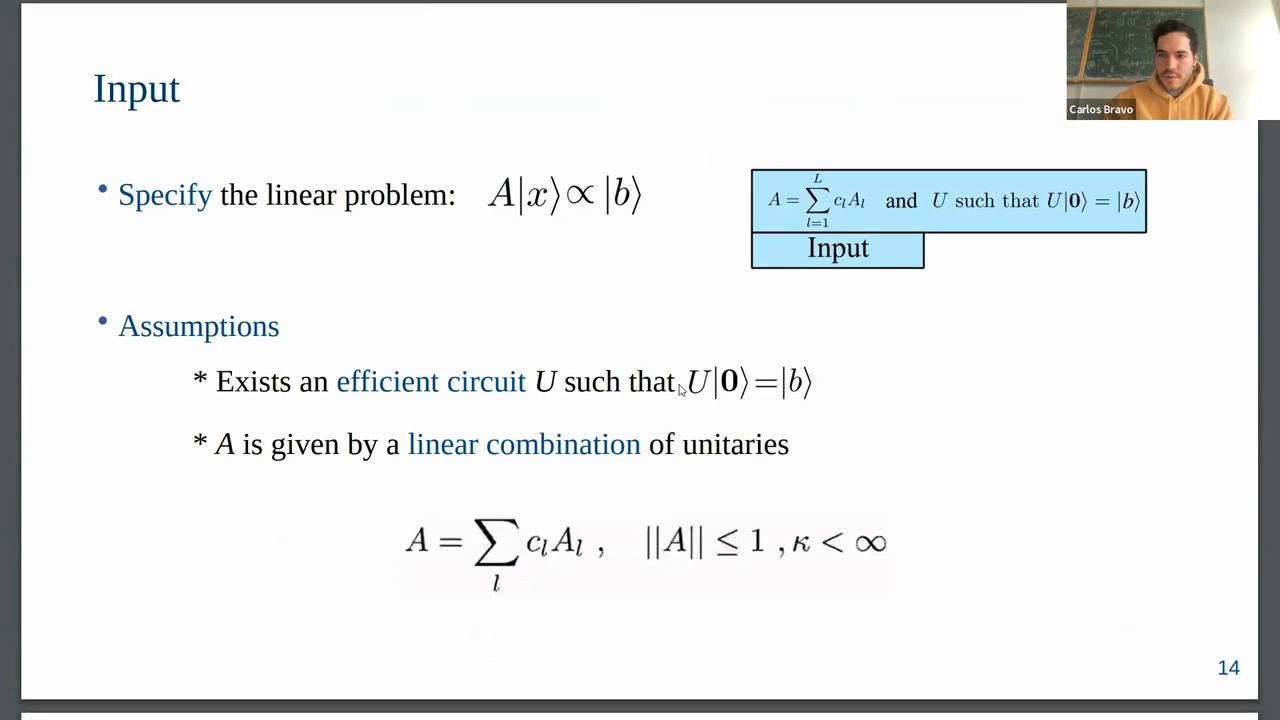 Input
Carlos Bravo
• Specify the linear problem: A|x⟩∝|b⟩
A = ∑_{l=1}^{L} c_l A_l and U such that U|𝟎⟩ = |b⟩
Input
• Assumptions
* Exists an efficient circuit U such that U|𝟎⟩=|b⟩
* A is given by a linear combination of unitaries
A = ∑_l c_l A_l , ||A|| ≤ 1 , κ < ∞
14